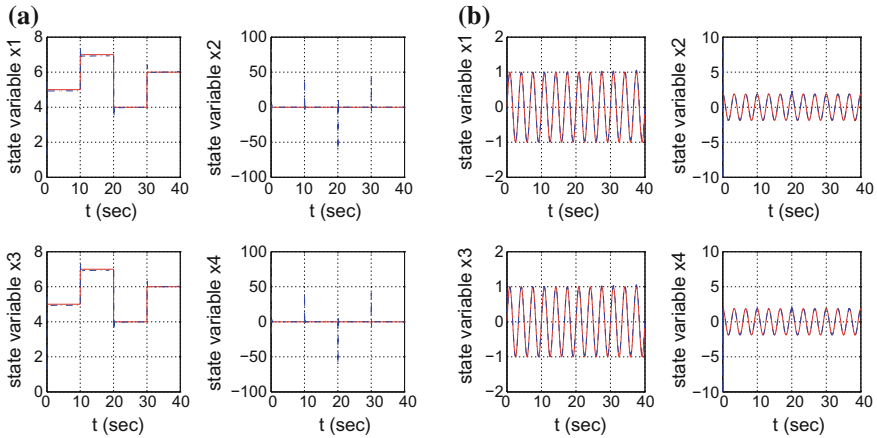 (a)
state variable x1
8
6
4
2
0
0 10 20 30 40
t (sec)
state variable x2
100
50
0
−50
−100
0 10 20 30 40
t (sec)
state variable x3
8
6
4
2
0
0 10 20 30 40
t (sec)
state variable x4
100
50
0
−50
−100
0 10 20 30 40
t (sec)
(b)
state variable x1
2
1
0
−1
−2
0 10 20 30 40
t (sec)
state variable x2
10
5
0
−5
−10
0 10 20 30 40
t (sec)
state variable x3
2
1
0
−1
−2
0 10 20 30 40
t (sec)
state variable x4
10
5
0
−5
−10
0 10 20 30 40
t (sec)